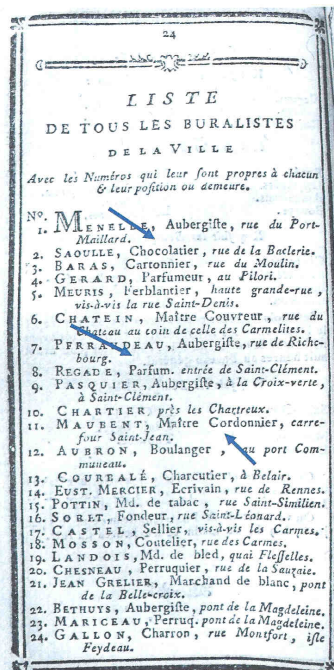 24
LISTE
DE TOUS LES BURALISTES
DE LA VILLE
Avec les Numéros qui leur ſont propres à chacun
& leur poſition ou demeure.
Nº.
1. MENELLE, Aubergiſte, rue du Port-
Maillard.
2. SAOULLE, Chocolatier, rue de la Baclerie.
3. BARAS, Cartonnier, rue du Moulin.
4. GERARD, Parfumeur, au Pilori.
5. MEURIS, Ferblantier, haute grande-rue,
vis-à-vis la rue Saint-Denis.
6. CHATEIN, Maître Couvreur, rue du
Château au coin de celle des Carmelites.
7. PERRAUDEAU, Aubergiſte, rue de Riche-
bourg.
8. REGADE, Parfum. entrée de Saint-Clément.
9. PASQUIER, Aubergiſte, à la Croix-verte,
à Saint-Clément.
10. CHARTIER près les Chartreux.
11. MAUBENT, Maître Cordonnier, carre-
four Saint-Jean.
12. AUBRON, Boulanger, au port Com-
muneau.
13. COUREALÉ, Charcutier, à Belair.
14. EUST. MERCIER, Ecrivain, rue de Rennes.
15. POTTIN, Md. de tabac, rue Saint-Similien.
16. SORET, Fondeur, rue Saint-Léonard.
17. CASTEL, Sellier, vis-à-vis les Carmes.
18. MOSSON, Coutelier, rue des Carmes.
19. LANDOIS, Md. de bled, quai Fleſſelles.
20. CHESNEAU, Perruquier, rue de la Sauzaie.
21. JEAN GRELIER, Marchand de blanc, pont
de la Belle-croix.
22. BETHUYS, Aubergiſte, pont de la Magdeleine.
23. MARICEAU, Perruq. pont de la Magdeleine.
24. GALLON, Charron, rue Montfort, iſle
Feydeau.